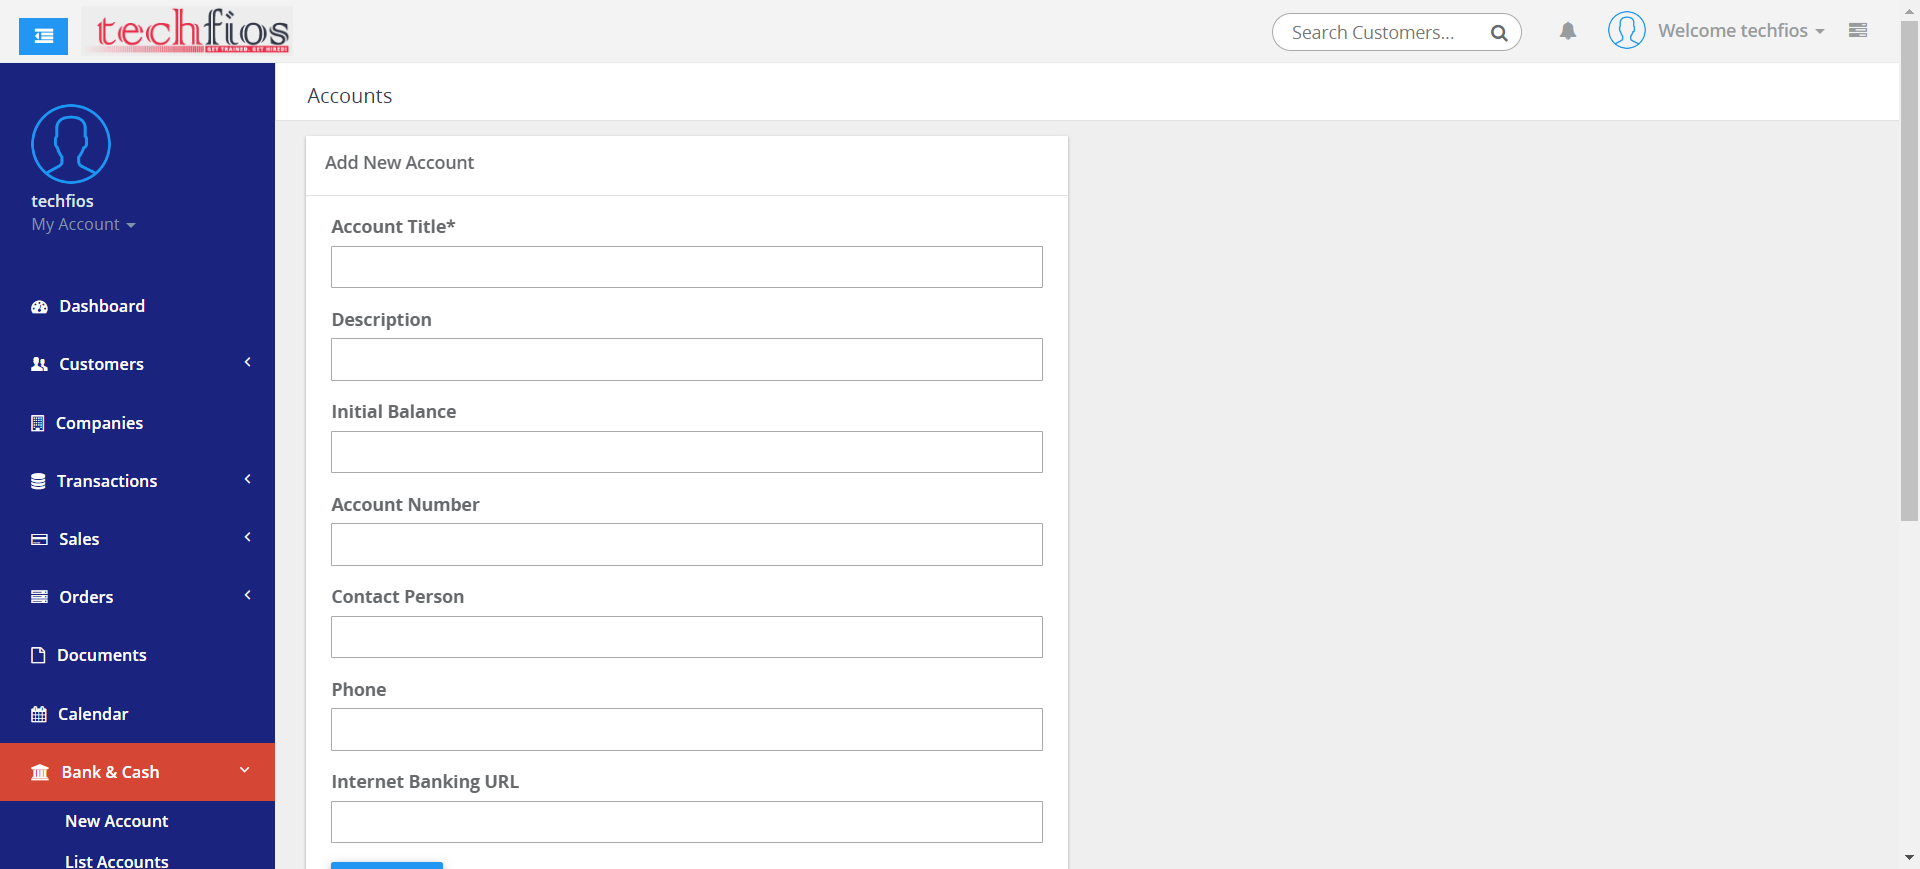 techfios
GET TRAINED. GET HIRED!
Search Customers...
Welcome techfios
techfios
My Account
Dashboard
Customers
Companies
Transactions
Sales
Orders
Documents
Calendar
Bank & Cash
New Account
List Accounts
Accounts
Add New Account
Account Title*
Description
Initial Balance
Account Number
Contact Person
Phone
Internet Banking URL